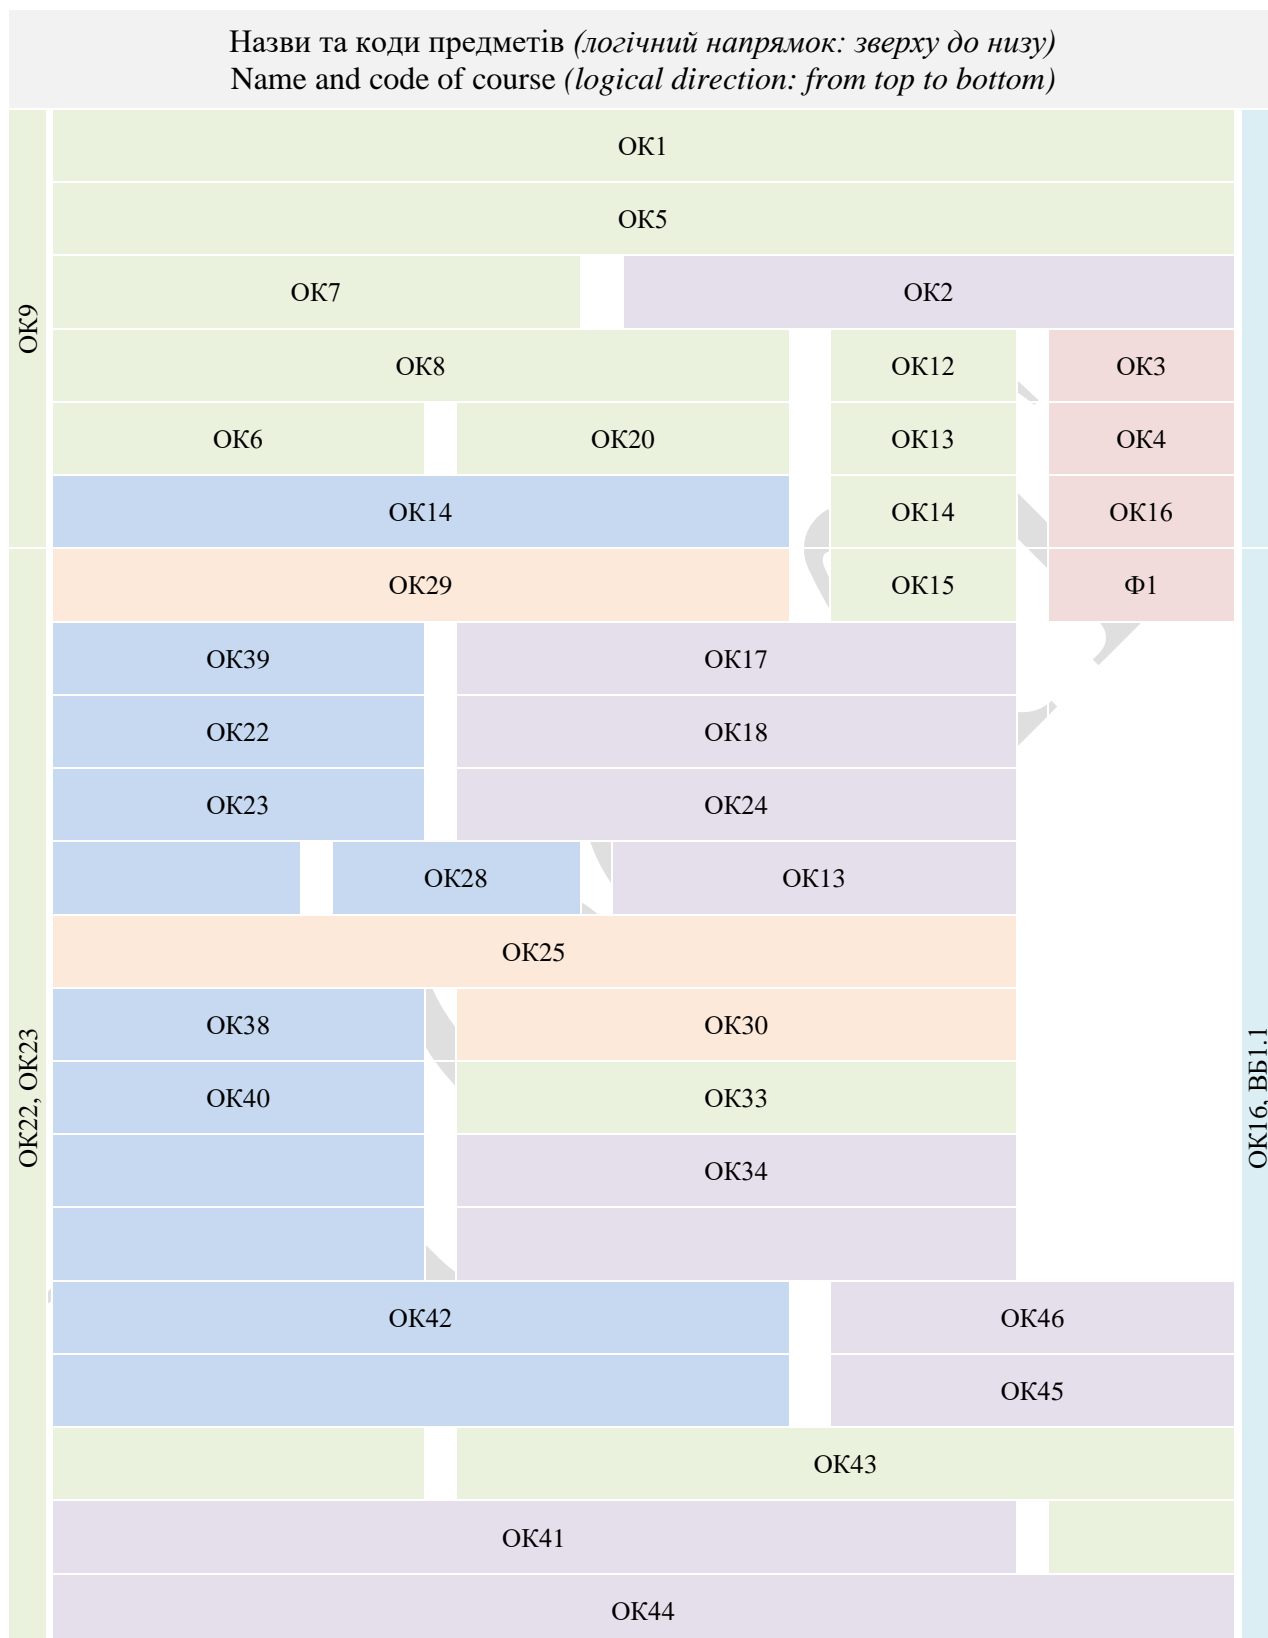 Назви та коди предметів (логічний напрямок: зверху до низу)
Name and code of course (logical direction: from top to bottom)
ОК9
ОК1
ОК5
ОК7 ОК2
ОК8 ОК12 ОК3
ОК6 ОК20 ОК13 ОК4
ОК14 ОК14 ОК16
ОК22, ОК23
ОК16, ВБ1.1
ОК29 ОК15 Ф1
ОК39 ОК17
ОК22 ОК18
ОК23 ОК24
ОК28 ОК13
ОК25
ОК38 ОК30
ОК40 ОК33
ОК34
ОК42 ОК46
ОК45
ОК43
ОК41
ОК44